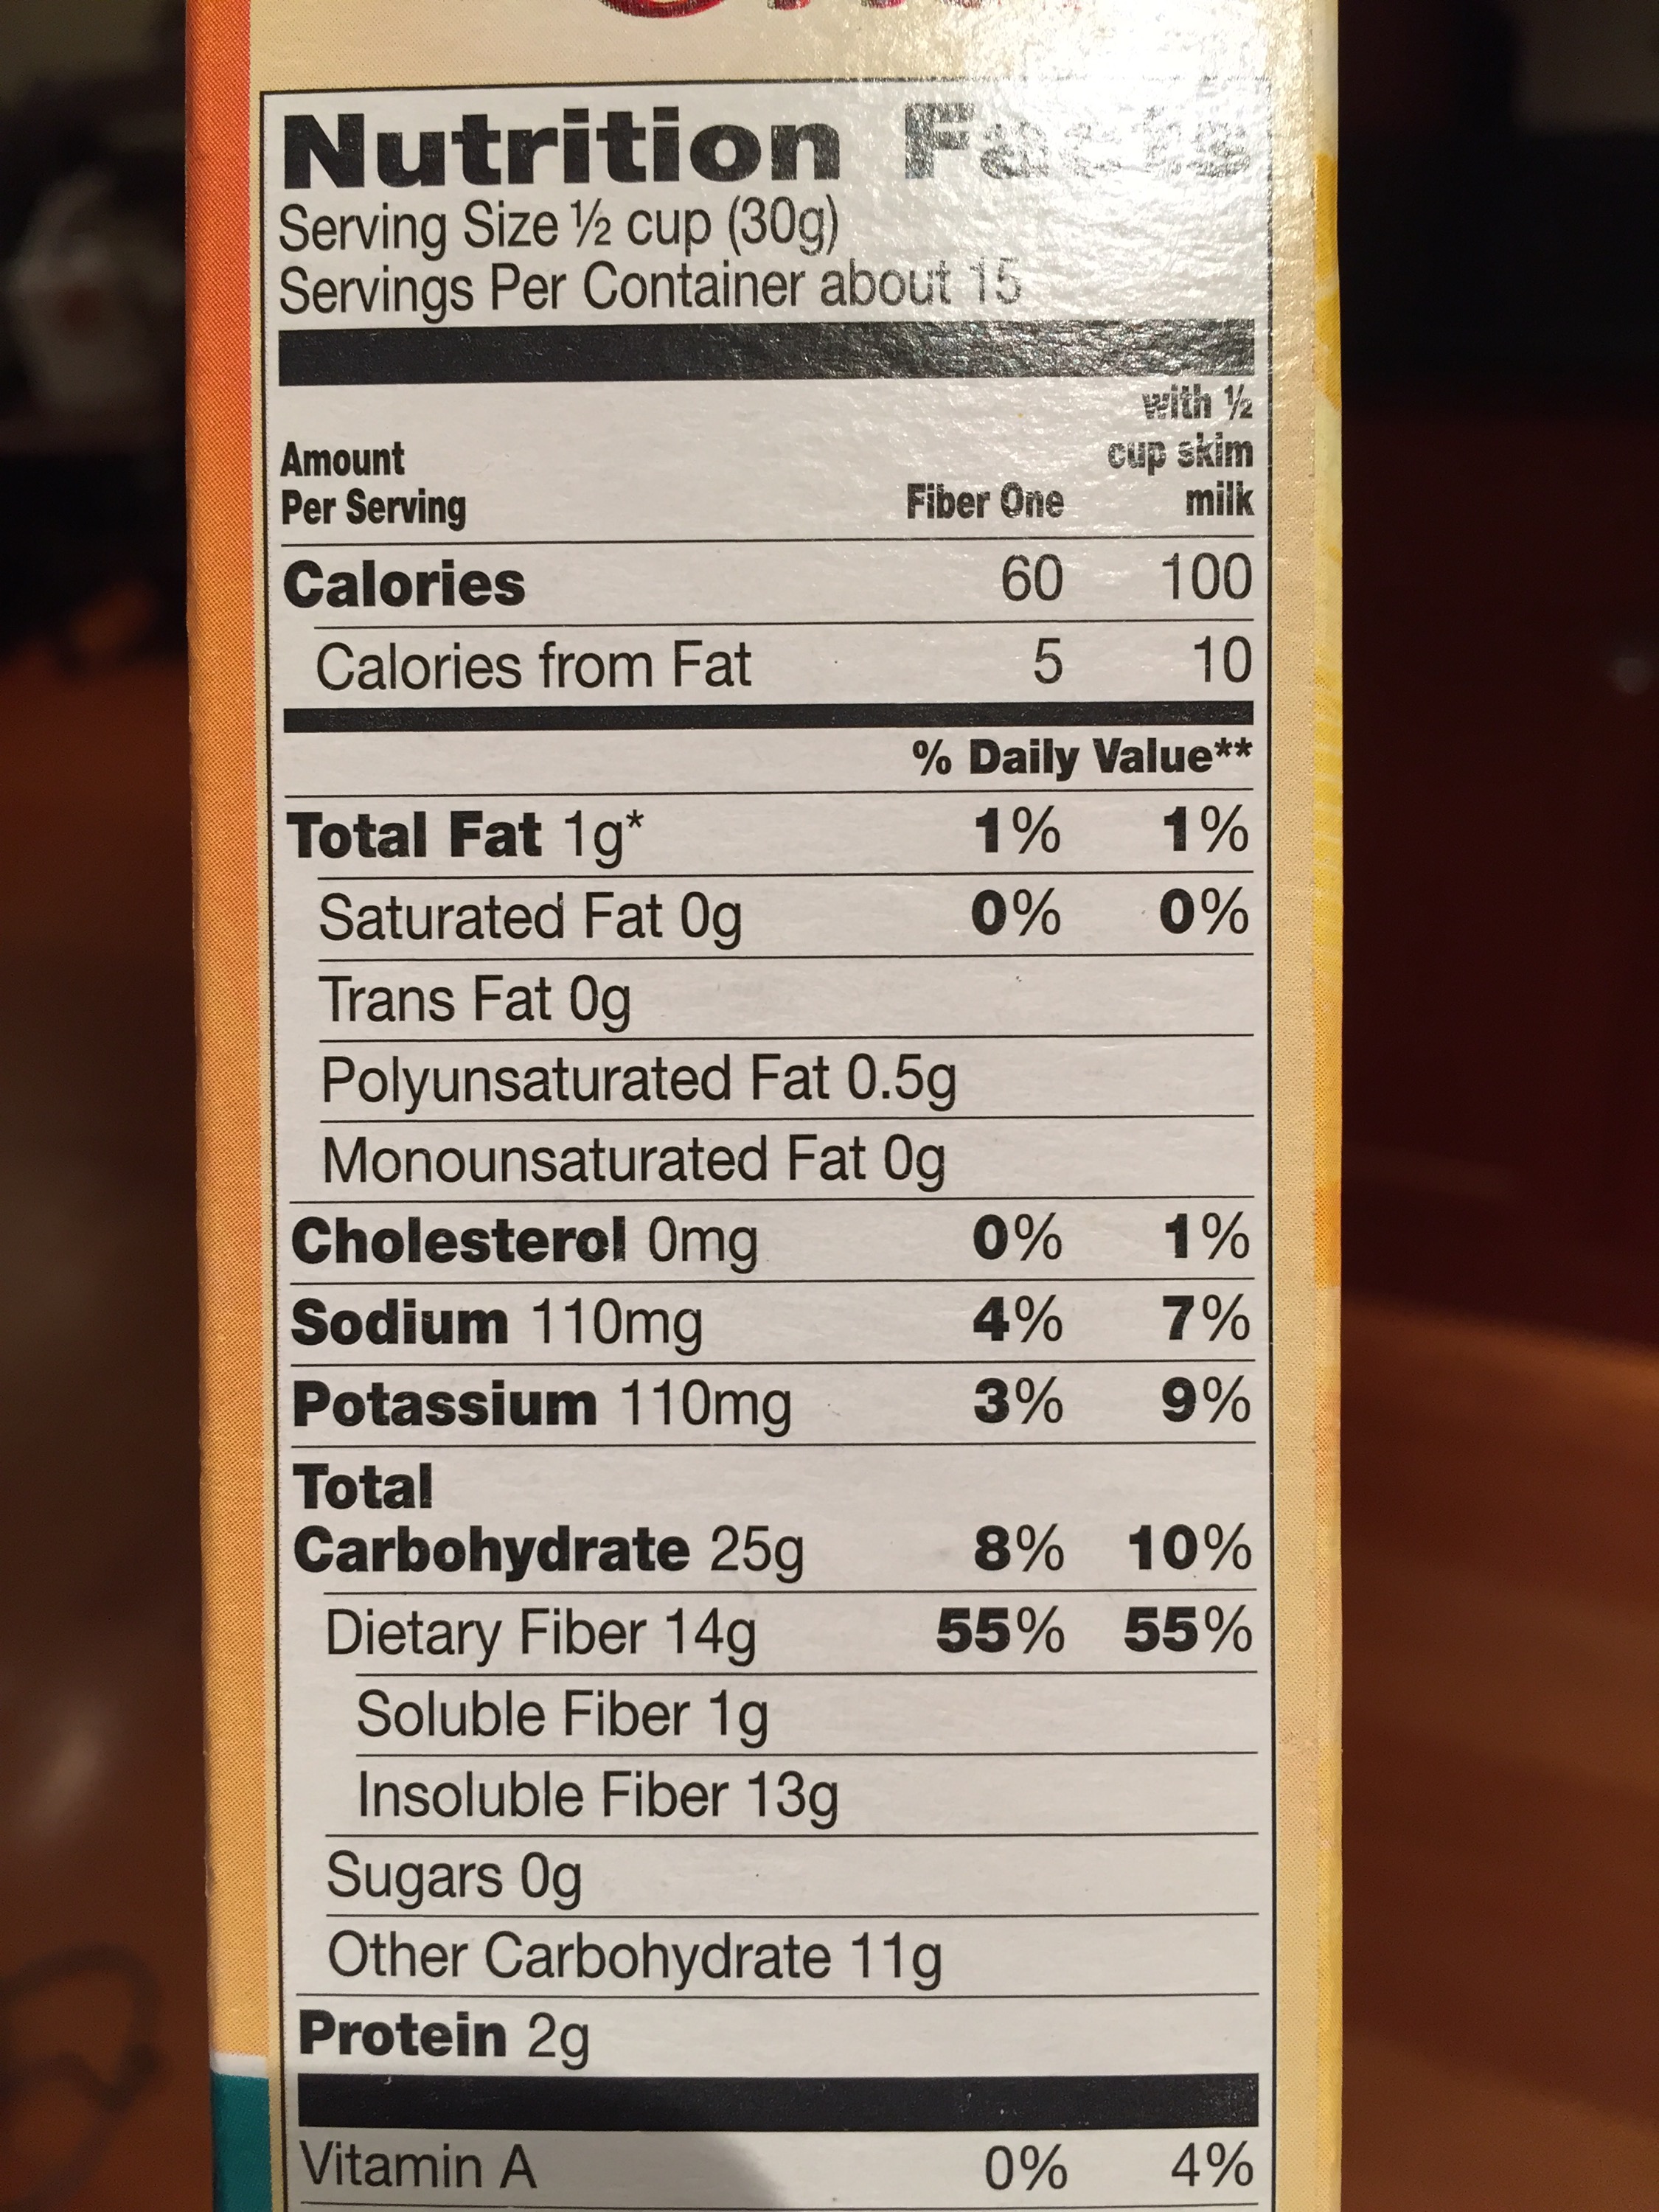 Nutrition Facts
Serving Size ½ cup (30g)
Servings Per Container about 15
with ½
Amount cup skim
Per Serving Fiber One milk
Calories 60 100
Calories from Fat 5 10
% Daily Value**
Total Fat 1g* 1% 1%
Saturated Fat 0g 0% 0%
Trans Fat 0g
Polyunsaturated Fat 0.5g
Monounsaturated Fat 0g
Cholesterol 0mg 0% 1%
Sodium 110mg 4% 7%
Potassium 110mg 3% 9%
Total
Carbohydrate 25g 8% 10%
Dietary Fiber 14g 55% 55%
Soluble Fiber 1g
Insoluble Fiber 13g
Sugars 0g
Other Carbohydrate 11g
Protein 2g
Vitamin A 0% 4%